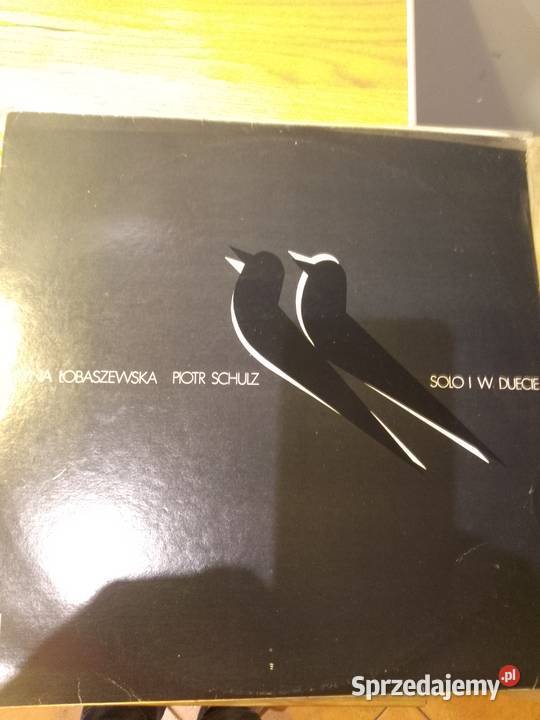 ŁOBASZEWSKA PIOTR SCHULZ SOLO I W DUECIE
Sprzedajemy.pl